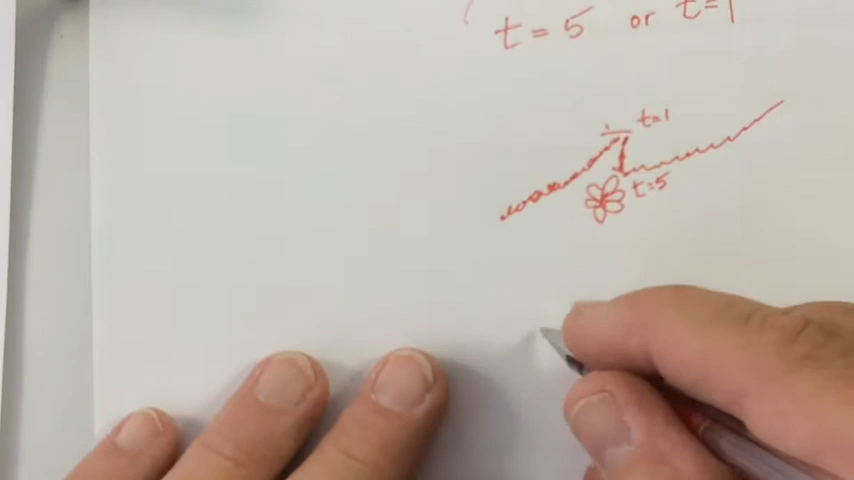 t = 5 or t=1
t=1
t=5